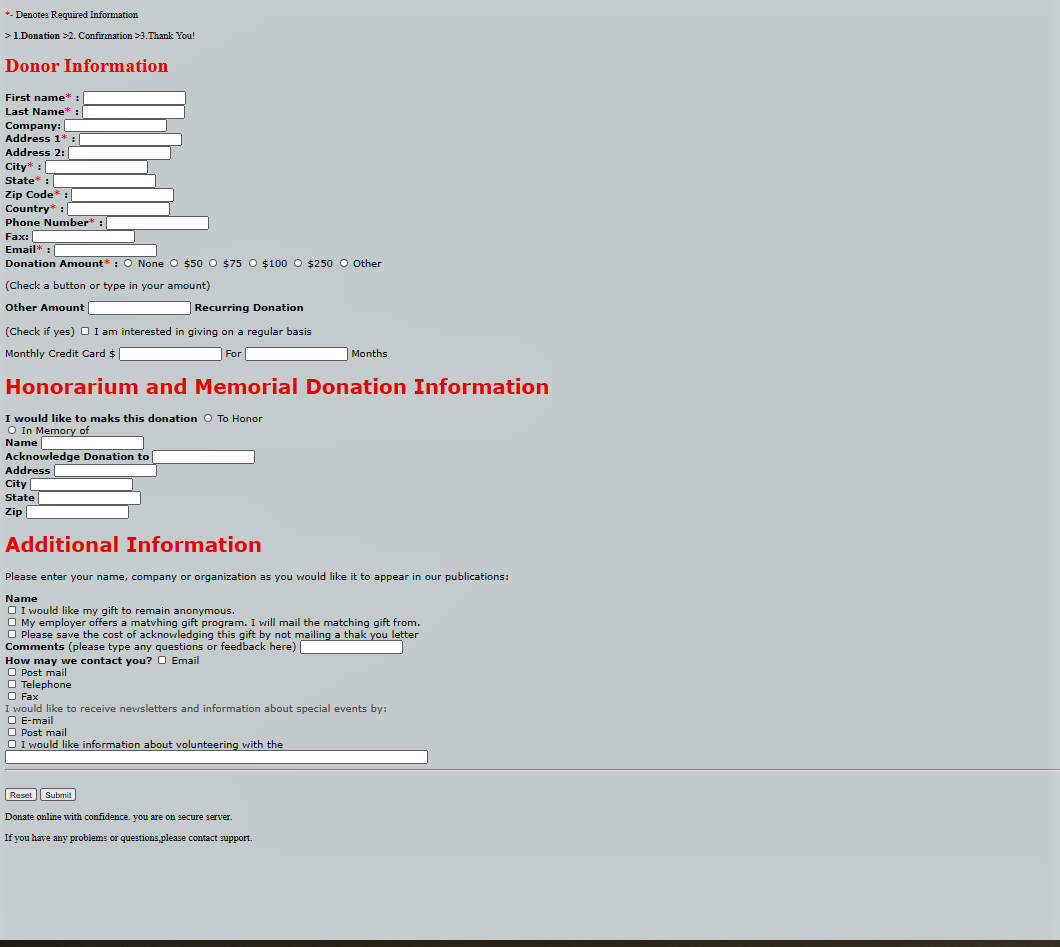 *- Denotes Required Information
> 1.Donation >2. Confirmation >3.Thank You!
Donor Information
First name* :
Last Name* :
Company:
Address 1* :
Address 2:
City* :
State* :
Zip Code* :
Country* :
Phone Number* :
Fax:
Email* :
Donation Amount* : None $50 $75 $100 $250 Other
(Check a button or type in your amount)
Other Amount Recurring Donation
(Check if yes) I am interested in giving on a regular basis
Monthly Credit Card $ For Months
Honorarium and Memorial Donation Information
I would like to maks this donation To Honor
In Memory of
Name
Acknowledge Donation to
Address
City
State
Zip
Additional Information
Please enter your name, company or organization as you would like it to appear in our publications:
Name
I would like my gift to remain anonymous.
My employer offers a matvhing gift program. I will mail the matching gift from.
Please save the cost of acknowledging this gift by not mailing a thak you letter
Comments (please type any questions or feedback here)
How may we contact you? Email
Post mail
Telephone
Fax
I would like to receive newsletters and information about special events by:
E-mail
Post mail
I would like information about volunteering with the
Reset Submit
Donate online with confidence. you are on secure server.
If you have any problems or questions,please contact support.